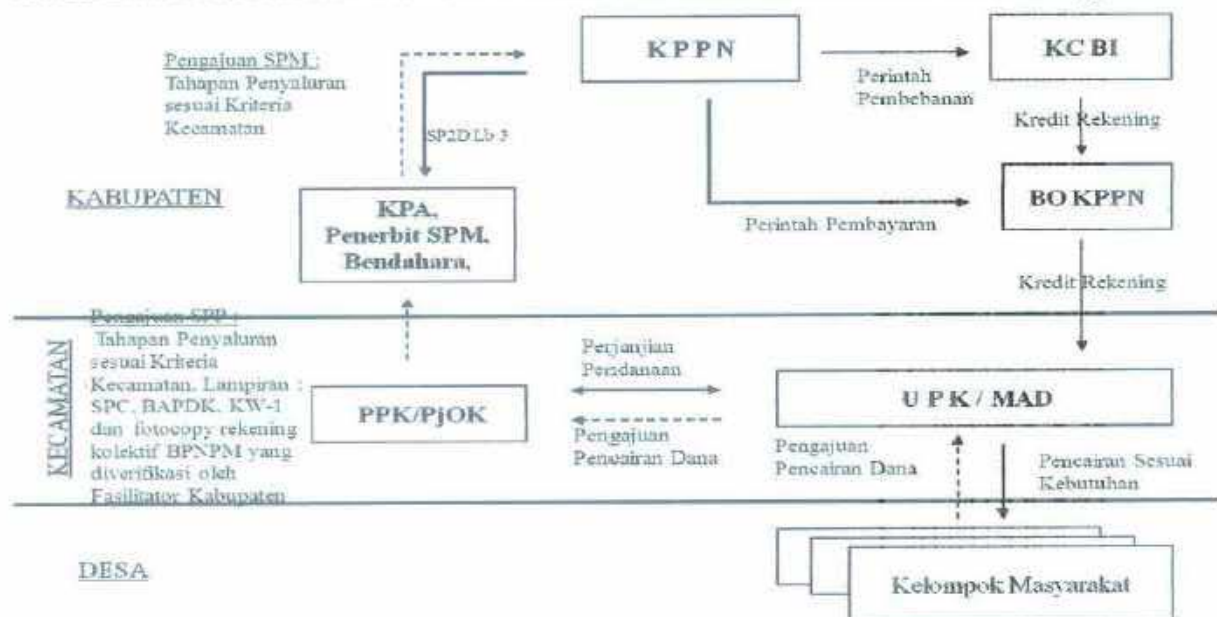 Pengajuan SPM :
Tahapan Penyaluran
sesuai Kriteria
Kecamatan
KPPN
KC BI
Perintah
Pembebanan
Kredit Rekening
SP2D Lb 3
KABUPATEN
KPA,
Penerbit SPM,
Bendahara,
BO KPPN
Perintah Pembayaran
Kredit Rekening
KECAMATAN
Pengajuan SPP :
Tahapan Penyaluran
sesuai Kriteria
Kecamatan. Lampiran :
SPC, BAPDK, KW-1
dan fotocopy rekening
kolektif BPNPM yang
diverifikasi oleh
Fasilitator Kabupaten
PPK/PjOK
Perjanjian
Pendanaan
Pengajuan
Pencairan Dana
U P K / MAD
Pengajuan
Pencairan Dana
Pencairan Sesuai
Kebutuhan
DESA
Kelompok Masyarakat